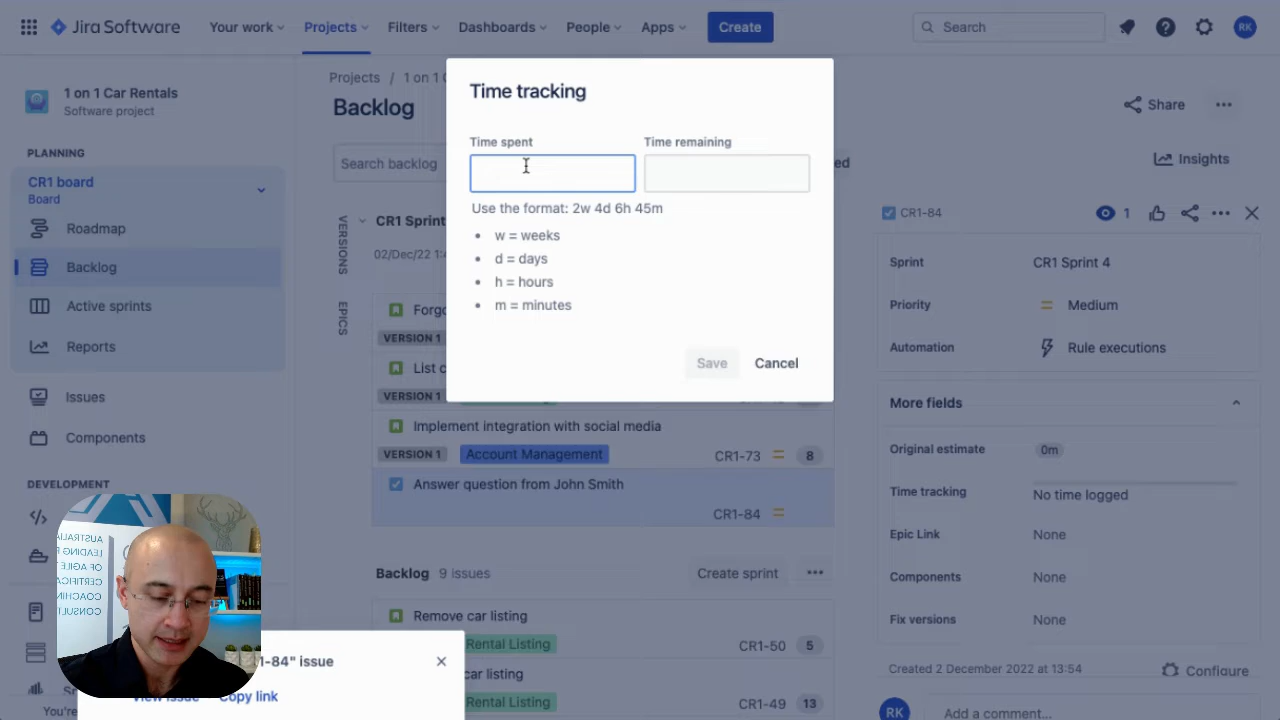 Jira Software
Your work
Projects
Filters
Dashboards
People
Apps
Create
Search
RK
1 on 1 Car Rentals
Software project
PLANNING
CR1 board
Board
Roadmap
Backlog
Active sprints
Reports
Issues
Components
DEVELOPMENT
Projects / 1 on 1
Backlog
Share
Search backlog
Insights
VERSIONS
EPICS
CR1 Sprint
02/Dec/22
VERSION 1
VERSION 1
Implement integration with social media
VERSION 1 Account Management CR1-73 8
Answer question from John Smith
CR1-84
Backlog 9 issues Create sprint
Remove car listing
Rental Listing CR1-50 5
car listing
Rental Listing CR1-49 13
Time tracking
Time spent Time remaining
Use the format: 2w 4d 6h 45m
• w = weeks
• d = days
• h = hours
• m = minutes
Save Cancel
CR1-84 1
Sprint CR1 Sprint 4
Priority Medium
Automation Rule executions
More fields
Original estimate 0m
Time tracking No time logged
Epic Link None
Components None
Fix versions None
Created 2 December 2022 at 13:54 Configure
RK Add a comment...
1-84" issue
View issue Copy link
You're